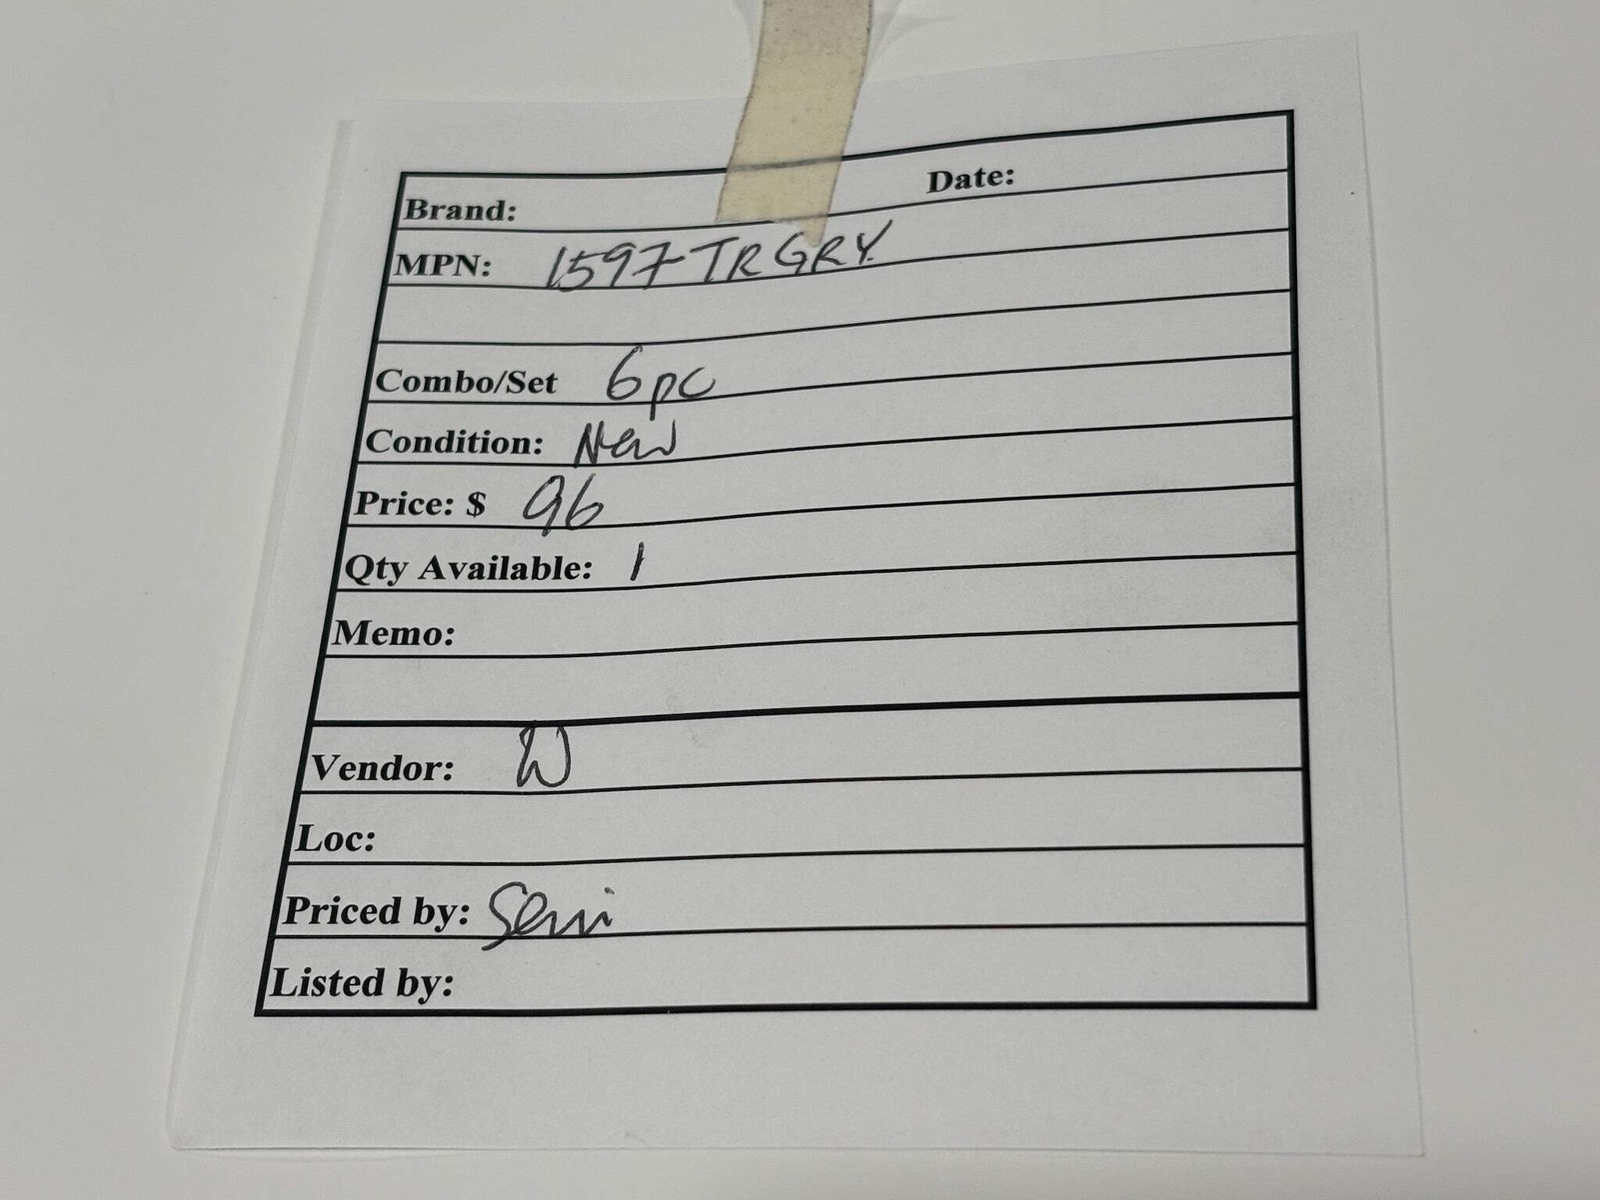 Brand: Date:
MPN: 1597TRGRY
Combo/Set 6pc
Condition: New
Price: $ 96
Qty Available: 1
Memo:
Vendor: W
Loc:
Priced by:
Listed by: